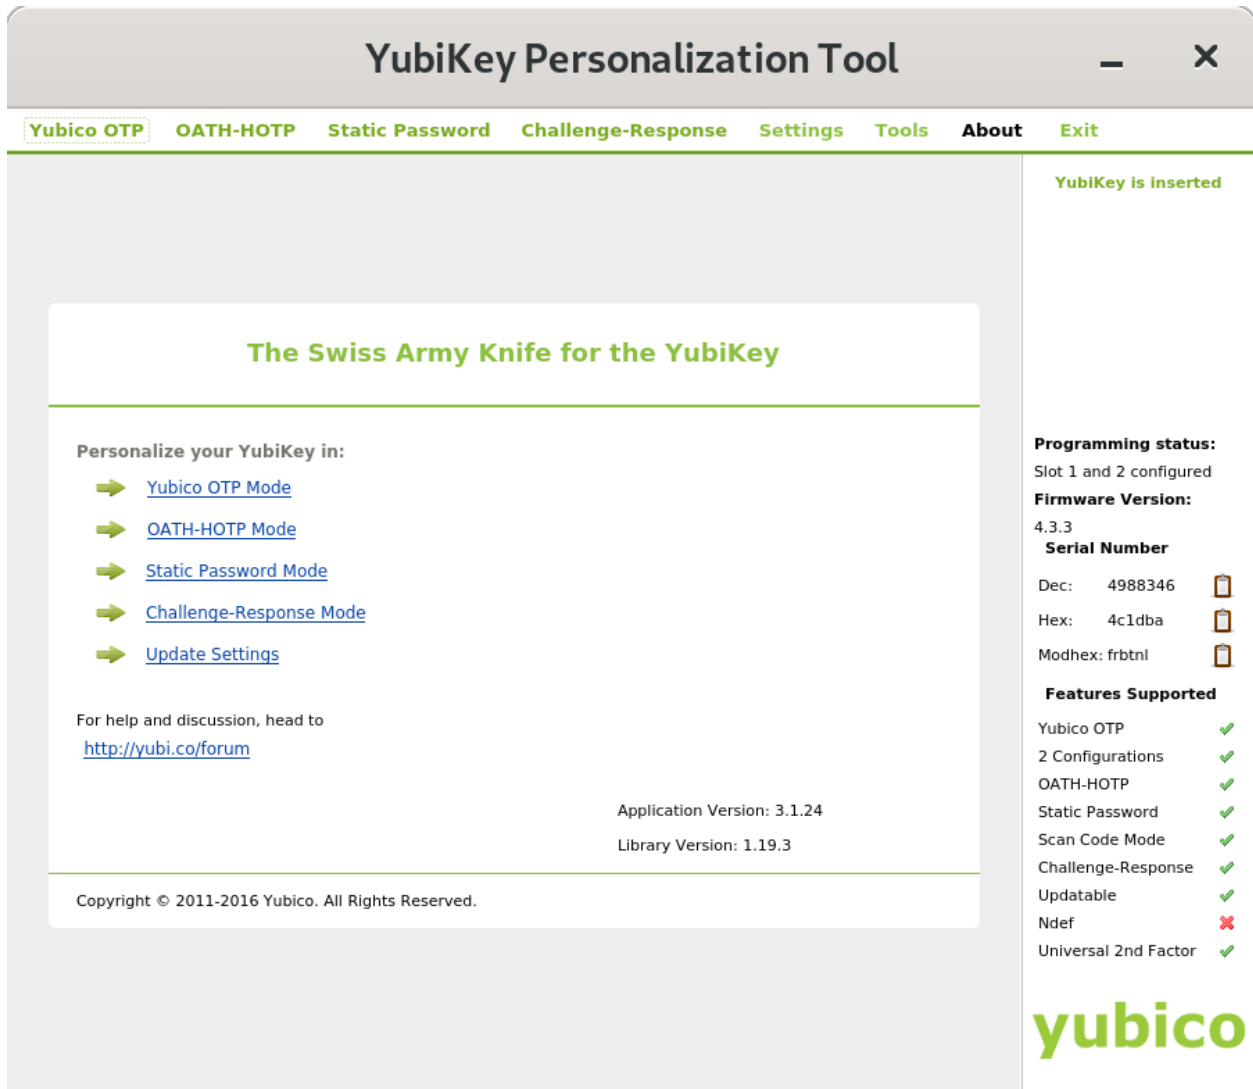 YubiKey Personalization Tool
Yubico OTP OATH-HOTP Static Password Challenge-Response Settings Tools About Exit
YubiKey is inserted
The Swiss Army Knife for the YubiKey
Personalize your YubiKey in:
Yubico OTP Mode
OATH-HOTP Mode
Static Password Mode
Challenge-Response Mode
Update Settings
For help and discussion, head to
http://yubi.co/forum
Application Version: 3.1.24
Library Version: 1.19.3
Copyright © 2011-2016 Yubico. All Rights Reserved.
Programming status:
Slot 1 and 2 configured
Firmware Version:
4.3.3
Serial Number
Dec: 4988346
Hex: 4c1dba
Modhex: frbtnl
Features Supported
Yubico OTP
2 Configurations
OATH-HOTP
Static Password
Scan Code Mode
Challenge-Response
Updatable
Ndef
Universal 2nd Factor
yubico